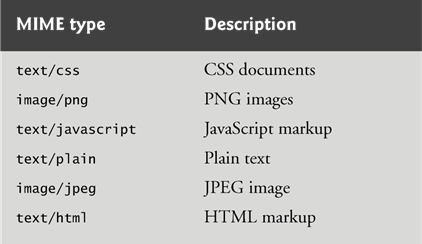 MIME type Description
text/css CSS documents
image/png PNG images
text/javascript JavaScript markup
text/plain Plain text
image/jpeg JPEG image
text/html HTML markup